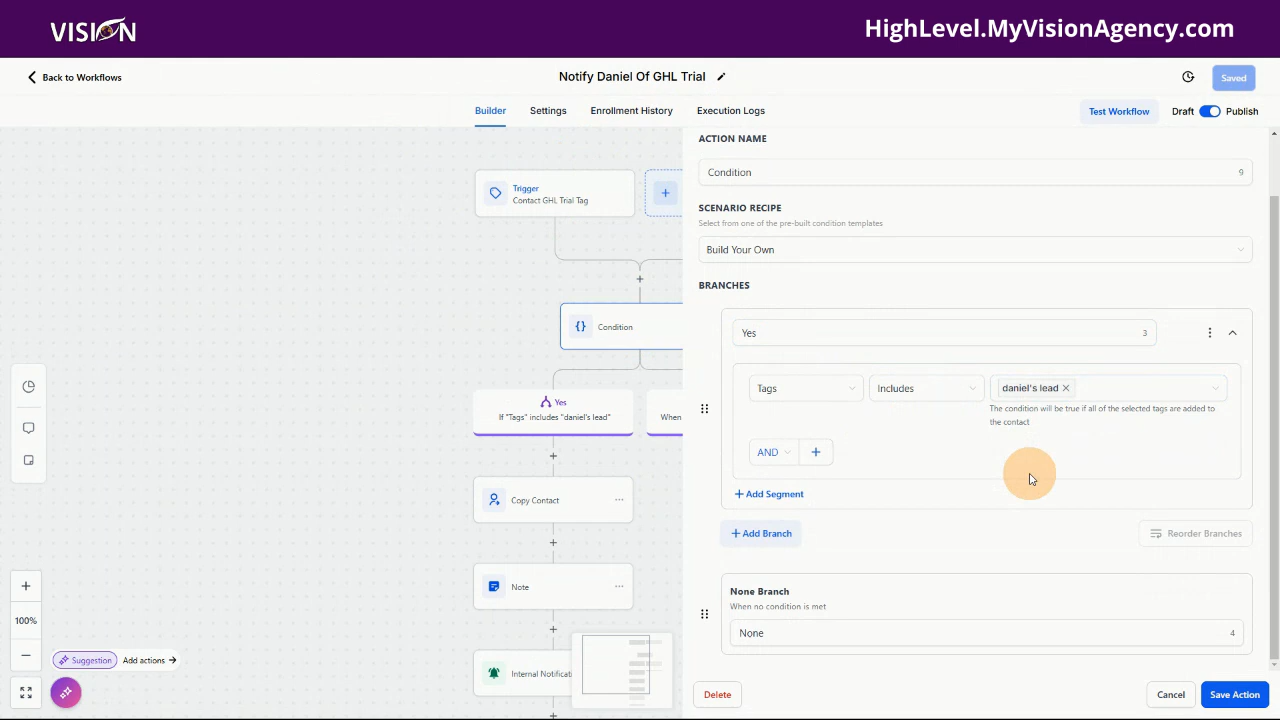 VISION
HighLevel.MyVisionAgency.com
Back to Workflows
Notify Daniel Of GHL Trial
Saved
Builder
Settings
Enrollment History
Execution Logs
Test Workflow
Draft
Publish
ACTION NAME
Condition
9
SCENARIO RECIPE
Select from one of the pre-built condition templates
Build Your Own
BRANCHES
Yes
3
Tags
Includes
daniel's lead
The condition will be true if all of the selected tags are added to
the contact
AND
+ Add Segment
+ Add Branch
Reorder Branches
None Branch
When no condition is met
None
4
Delete
Cancel
Save Action
Trigger
Contact GHL Trial Tag
Condition
Yes
If "Tags" includes "daniel's lead"
When
Copy Contact
Note
Internal Notificati
100%
Suggestion
Add actions